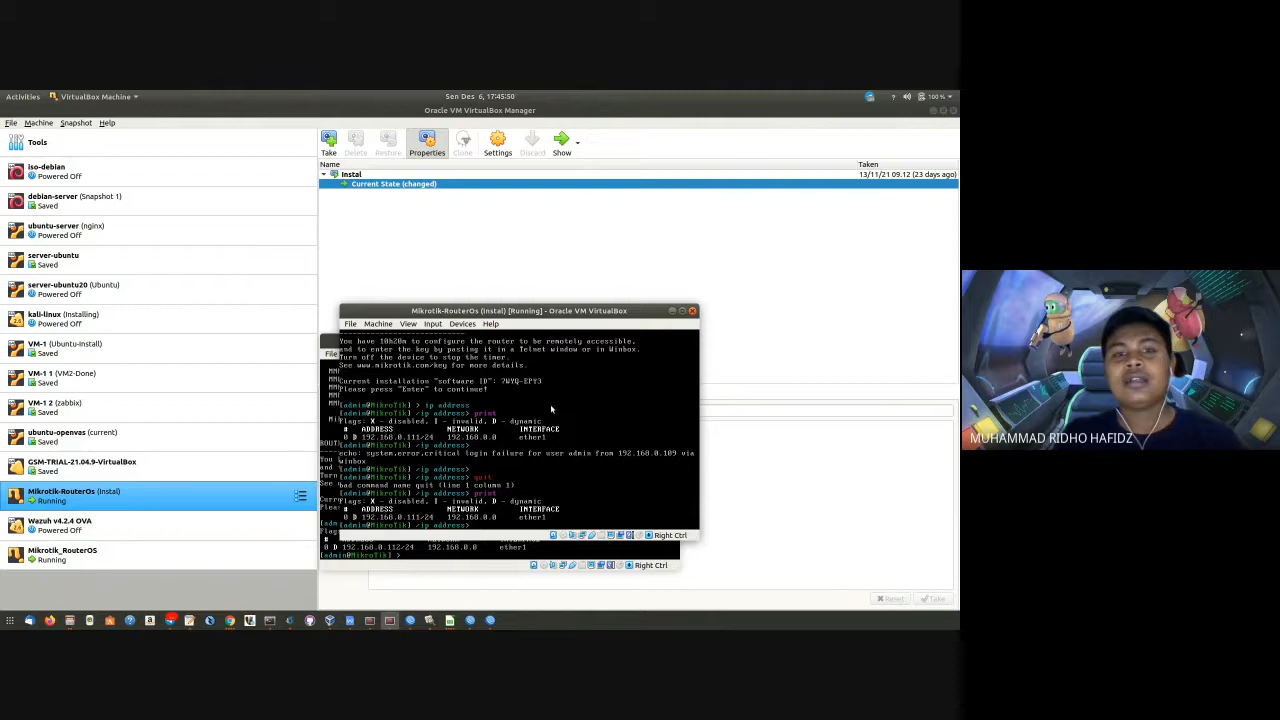 Activities VirtualBox Machine Sen Des 6, 17:45:50 ? 100 %
Oracle VM VirtualBox Manager
File Machine Snapshot Help
Tools
Take Delete Restore Properties Clone Settings Discard Show
Name Taken
Instal 13/11/21 09.12 (23 days ago)
Current State (changed)
iso-debian
Powered Off
debian-server (Snapshot 1)
Saved
ubuntu-server (nginx)
Powered Off
server-ubuntu
Saved
server-ubuntu20 (Ubuntu)
Powered Off
kali-linux (Installing)
Powered Off
VM-1 (Ubuntu-Install)
Saved
VM-1 1 (VM2-Done)
Saved
VM-1 2 (zabbix)
Saved
ubuntu-openvas (current)
Saved
GSM-TRIAL-21.04.9-VirtualBox
Saved
Mikrotik-RouterOs (Instal)
Running
Wazuh v4.2.4 OVA
Powered Off
Mikrotik_RouterOS
Running
Mikrotik-RouterOs (Instal) [Running] - Oracle VM VirtualBox
File Machine View Input Devices Help
You have 10h20m to configure the router to be remotely accessible,
and to enter the key by pasting it in a Telnet window or in Winbox.
Turn off the device to stop the timer.
See www.mikrotik.com/key for more details.
Current installation "software ID": 7WYQ-EPY3
Please press "Enter" to continue!
[admin@MikroTik] > ip address
[admin@MikroTik] /ip address> print
Flags: X - disabled, I - invalid, D - dynamic
# ADDRESS NETWORK INTERFACE
0 D 192.168.0.111/24 192.168.0.0 ether1
[admin@MikroTik] /ip address>
echo: system,error,critical login failure for user admin from 192.168.0.109 via
winbox
[admin@MikroTik] /ip address>
[admin@MikroTik] /ip address> quit
bad command name quit (line 1 column 1)
[admin@MikroTik] /ip address> print
Flags: X - disabled, I - invalid, D - dynamic
# ADDRESS NETWORK INTERFACE
0 D 192.168.0.111/24 192.168.0.0 ether1
[admin@MikroTik] /ip address>
Right Ctrl
0 D 192.168.0.112/24 192.168.0.0 ether1
[admin@MikroTik] >
Right Ctrl
Reset Take
MUHAMMAD RIDHO HAFIDZ